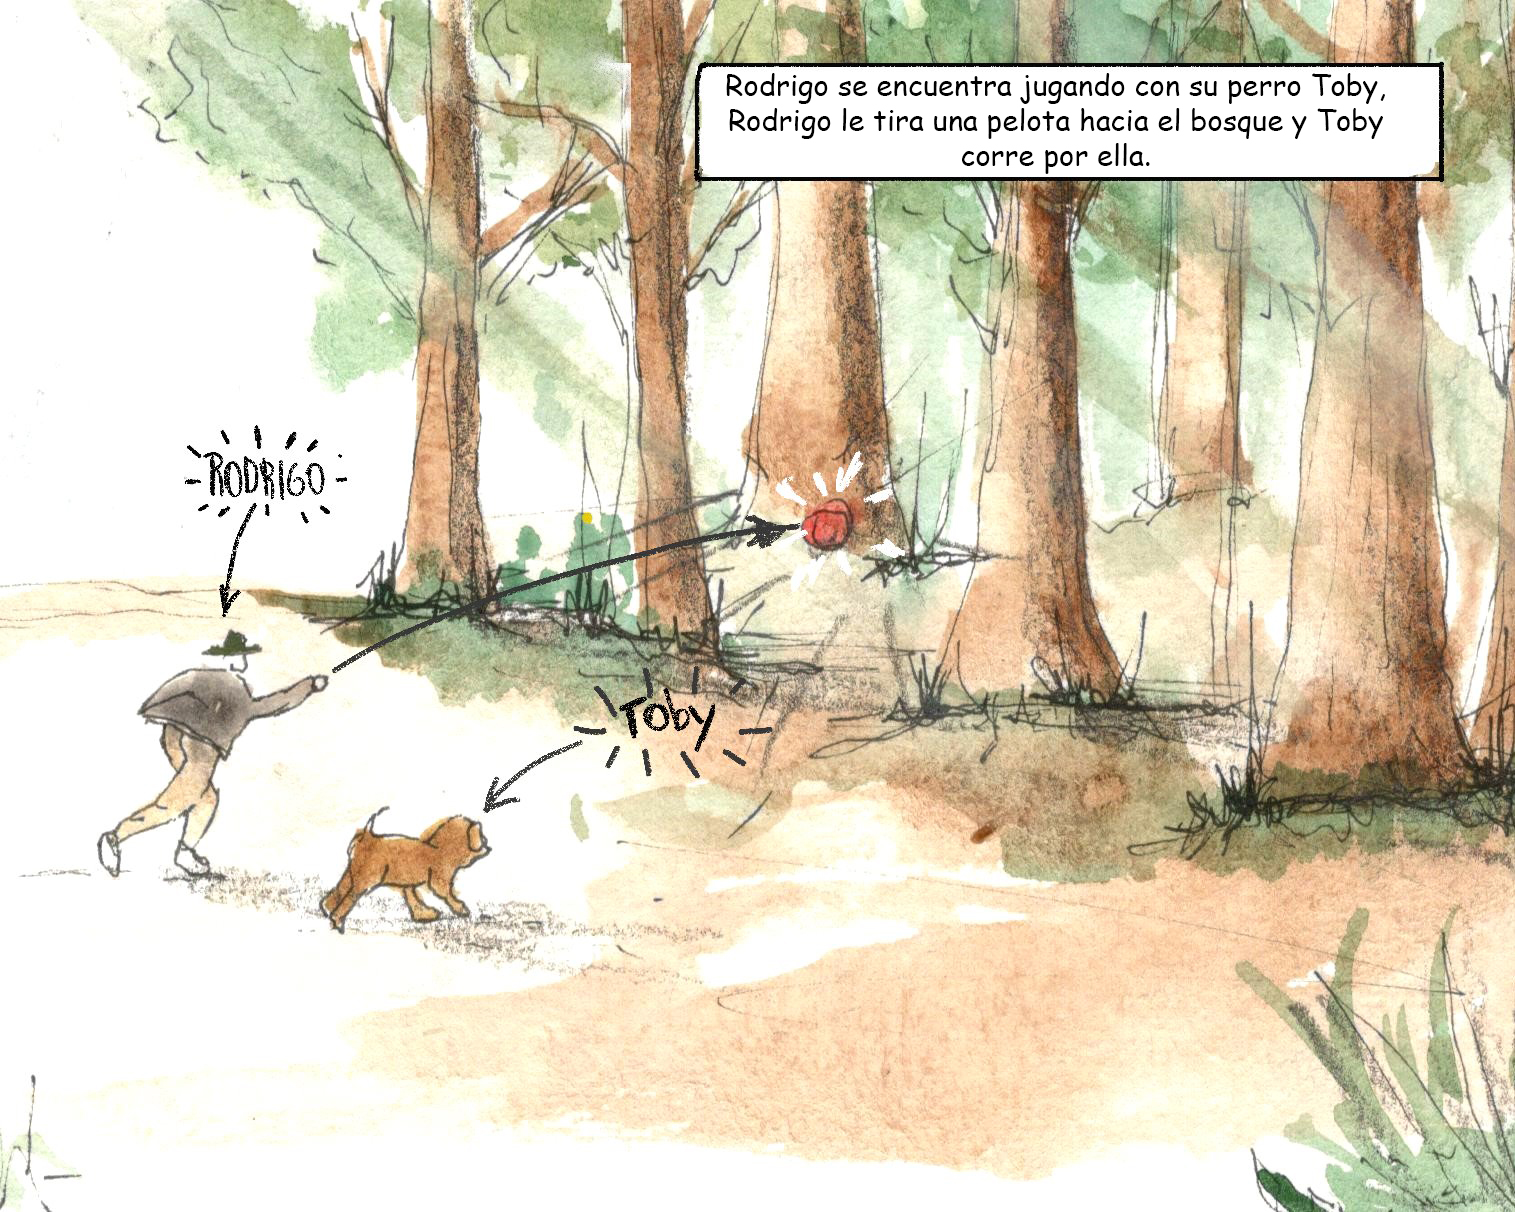 Rodrigo se encuentra jugando con su perro Toby,
Rodrigo le tira una pelota hacia el bosque y Toby
corre por ella.
RODRIGO
Toby